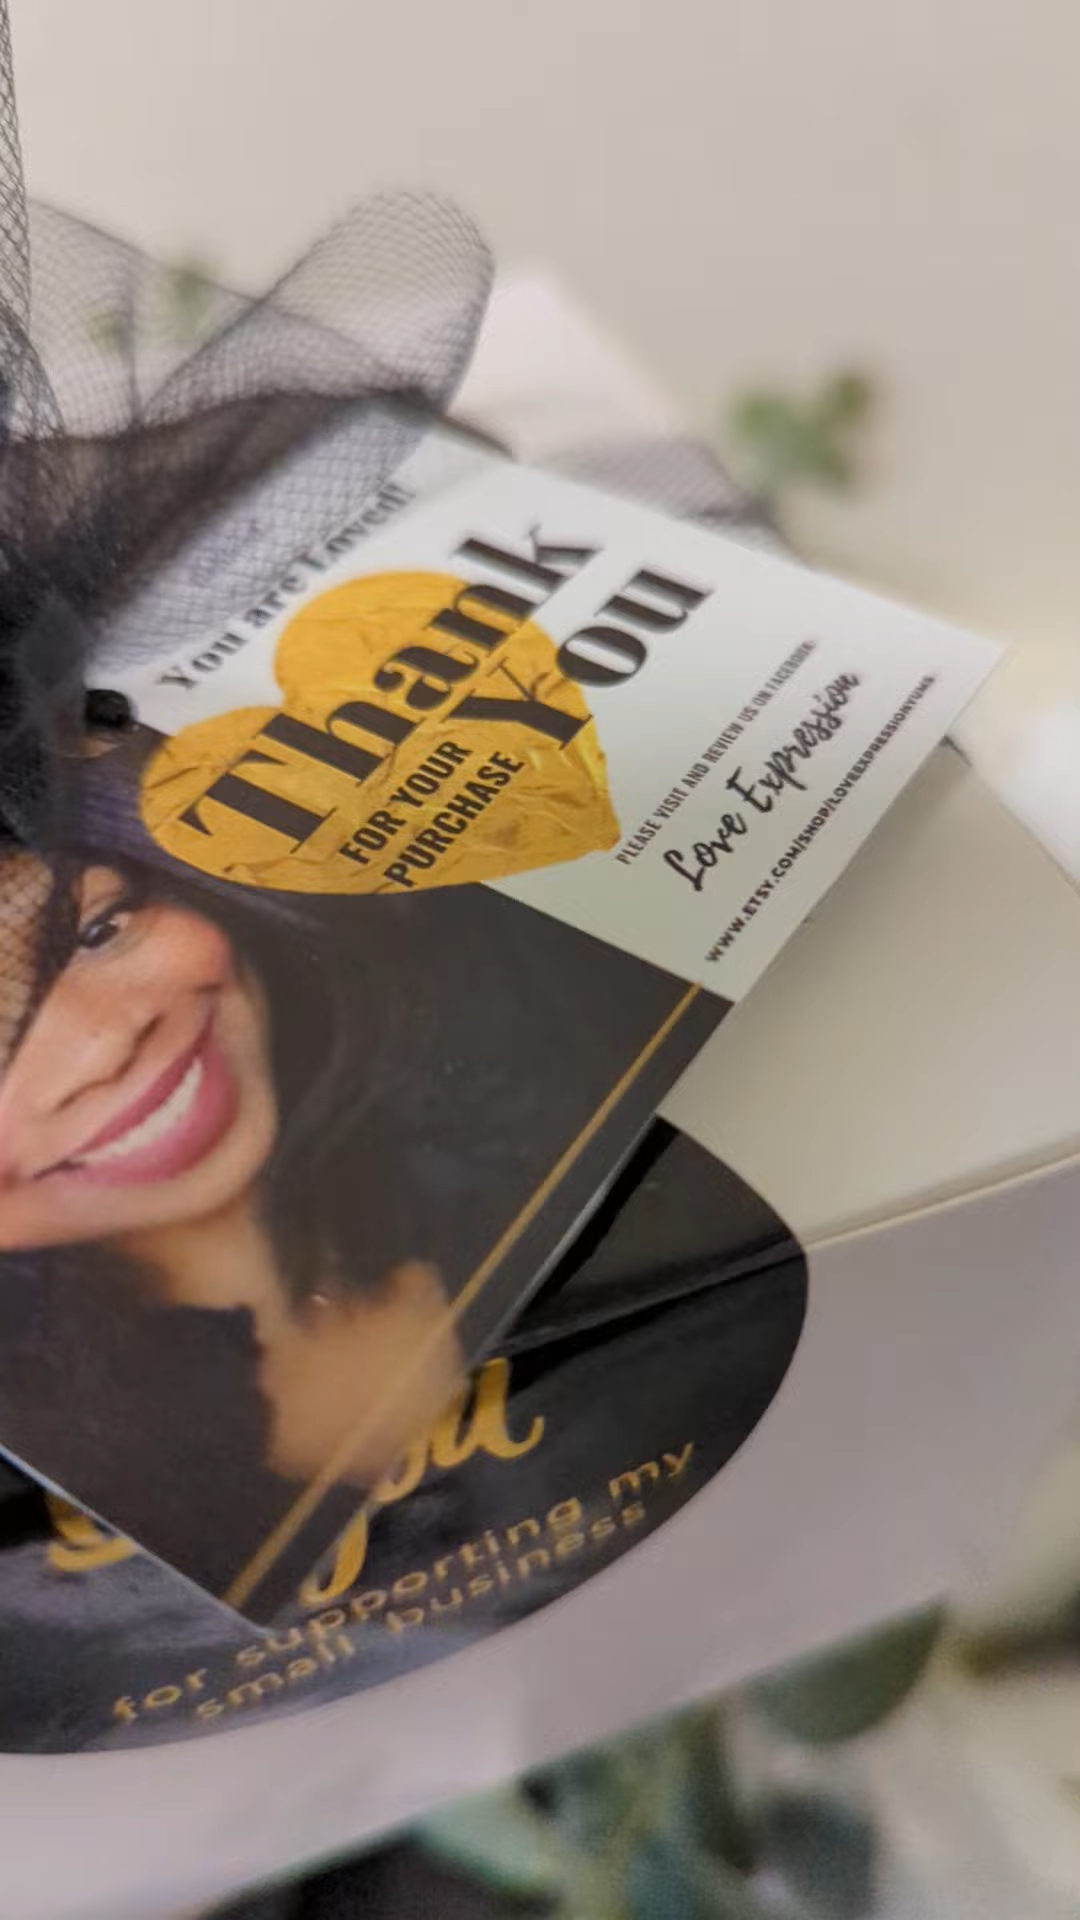 You are Loved!
Thank
You
FOR YOUR
PURCHASE
PLEASE VISIT AND REVIEW US ON FACEBOOK:
Love Expression
WWW.ETSY.COM/SHOP/LOVEEXPRESSIONYUMS
for supporting my
small business